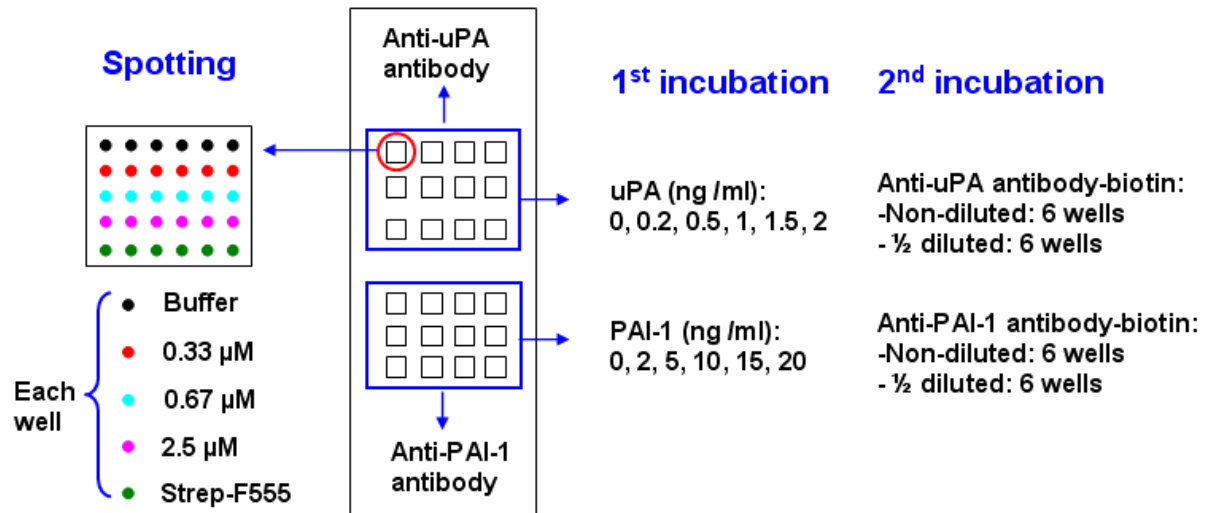 Spotting
Anti-uPA
antibody
1st incubation
2nd incubation
uPA (ng /ml):
0, 0.2, 0.5, 1, 1.5, 2
Anti-uPA antibody-biotin:
-Non-diluted: 6 wells
- ½ diluted: 6 wells
Each
well
Buffer
0.33 µM
0.67 µM
2.5 µM
Strep-F555
PAI-1 (ng /ml):
0, 2, 5, 10, 15, 20
Anti-PAI-1 antibody-biotin:
-Non-diluted: 6 wells
- ½ diluted: 6 wells
Anti-PAI-1
antibody